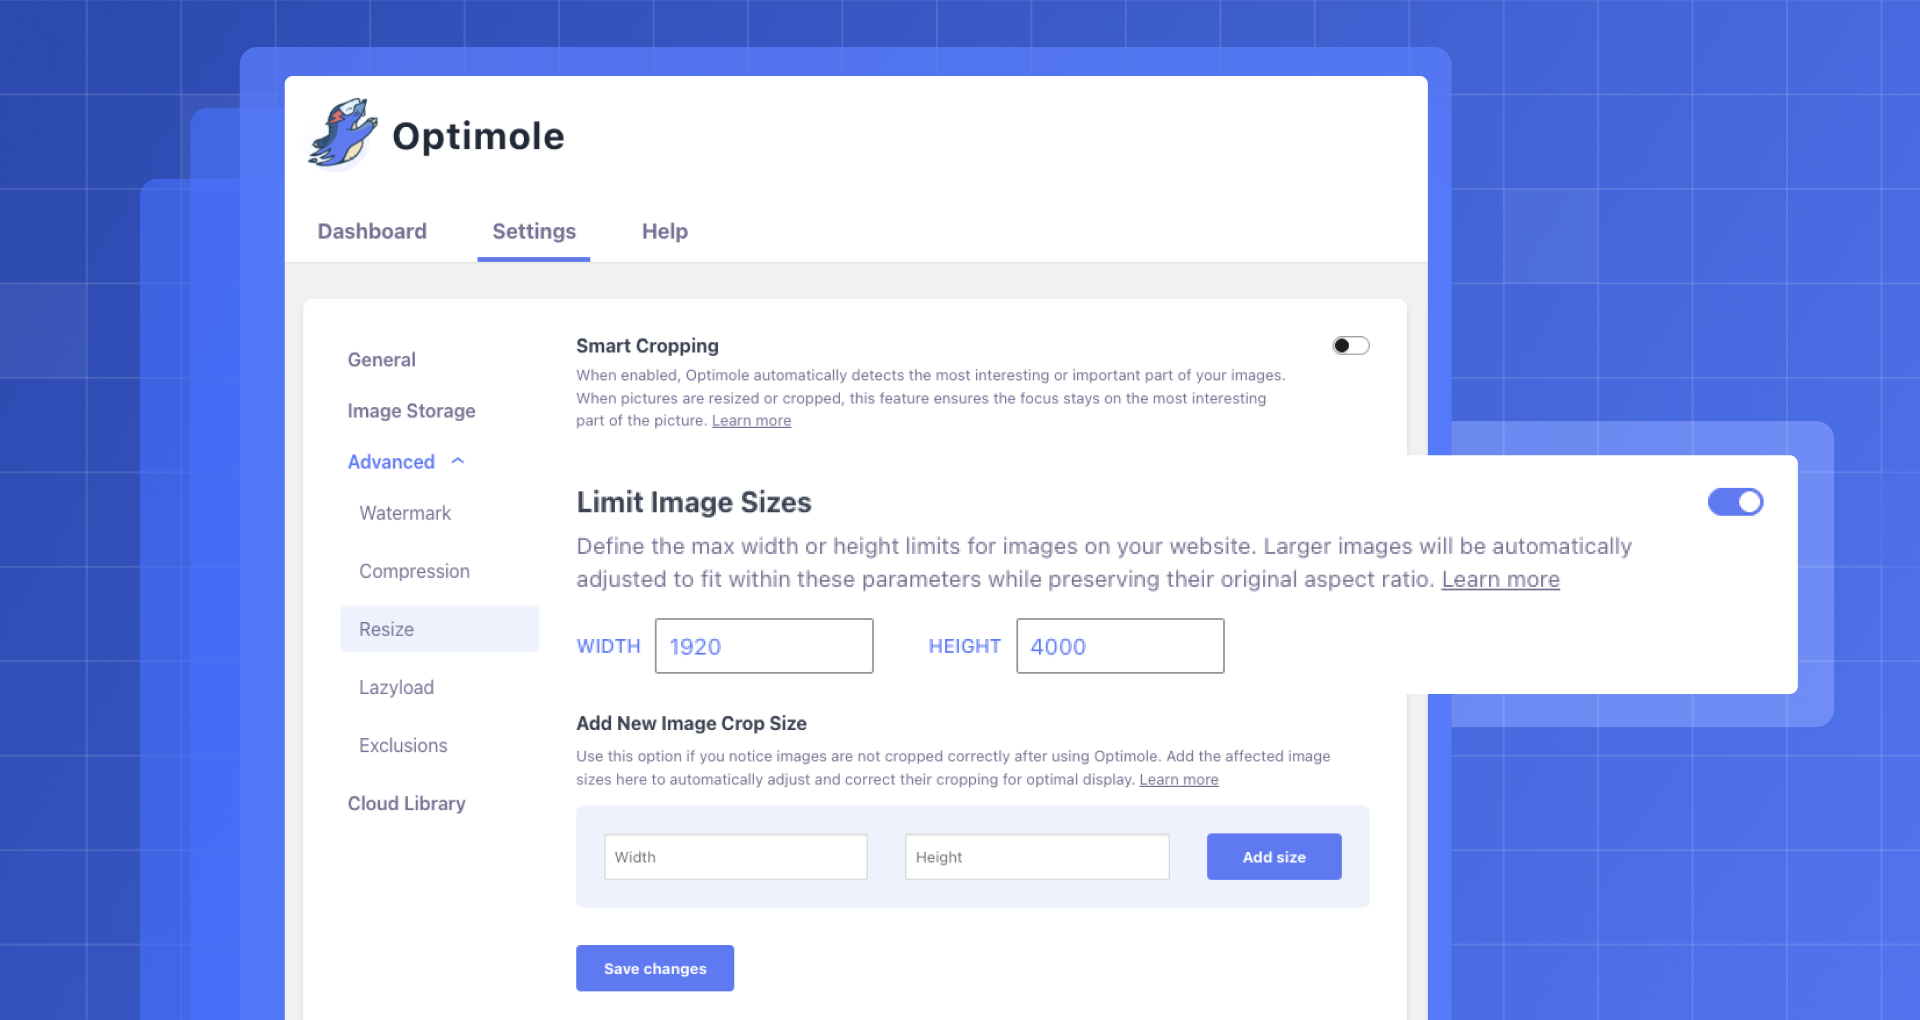 Optimole
Dashboard
Settings
Help
General
Image Storage
Advanced
Watermark
Compression
Resize
Lazyload
Exclusions
Cloud Library
Smart Cropping
When enabled, Optimole automatically detects the most interesting or important part of your images.
When pictures are resized or cropped, this feature ensures the focus stays on the most interesting
part of the picture. Learn more
Limit Image Sizes
Define the max width or height limits for images on your website. Larger images will be automatically
adjusted to fit within these parameters while preserving their original aspect ratio. Learn more
WIDTH 1920 HEIGHT 4000
Add New Image Crop Size
Use this option if you notice images are not cropped correctly after using Optimole. Add the affected image
sizes here to automatically adjust and correct their cropping for optimal display. Learn more
Width
Height
Add size
Save changes